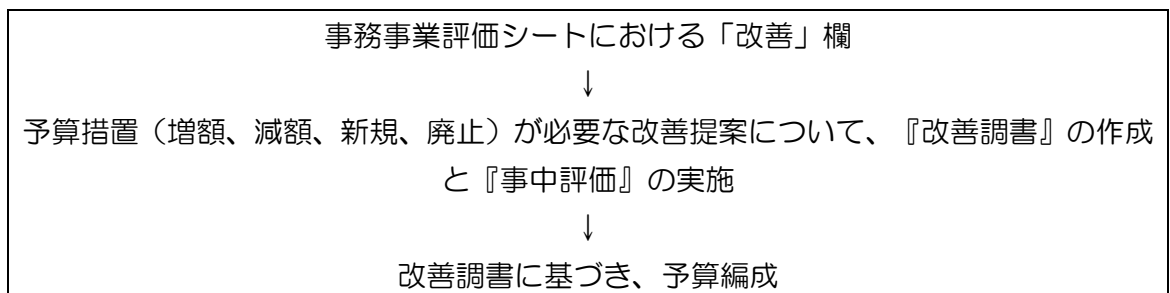 事務事業評価シートにおける「改善」欄
↓
予算措置（増額、減額、新規、廃止）が必要な改善提案について、『改善調書』の作成
と『事中評価』の実施
↓
改善調書に基づき、予算編成